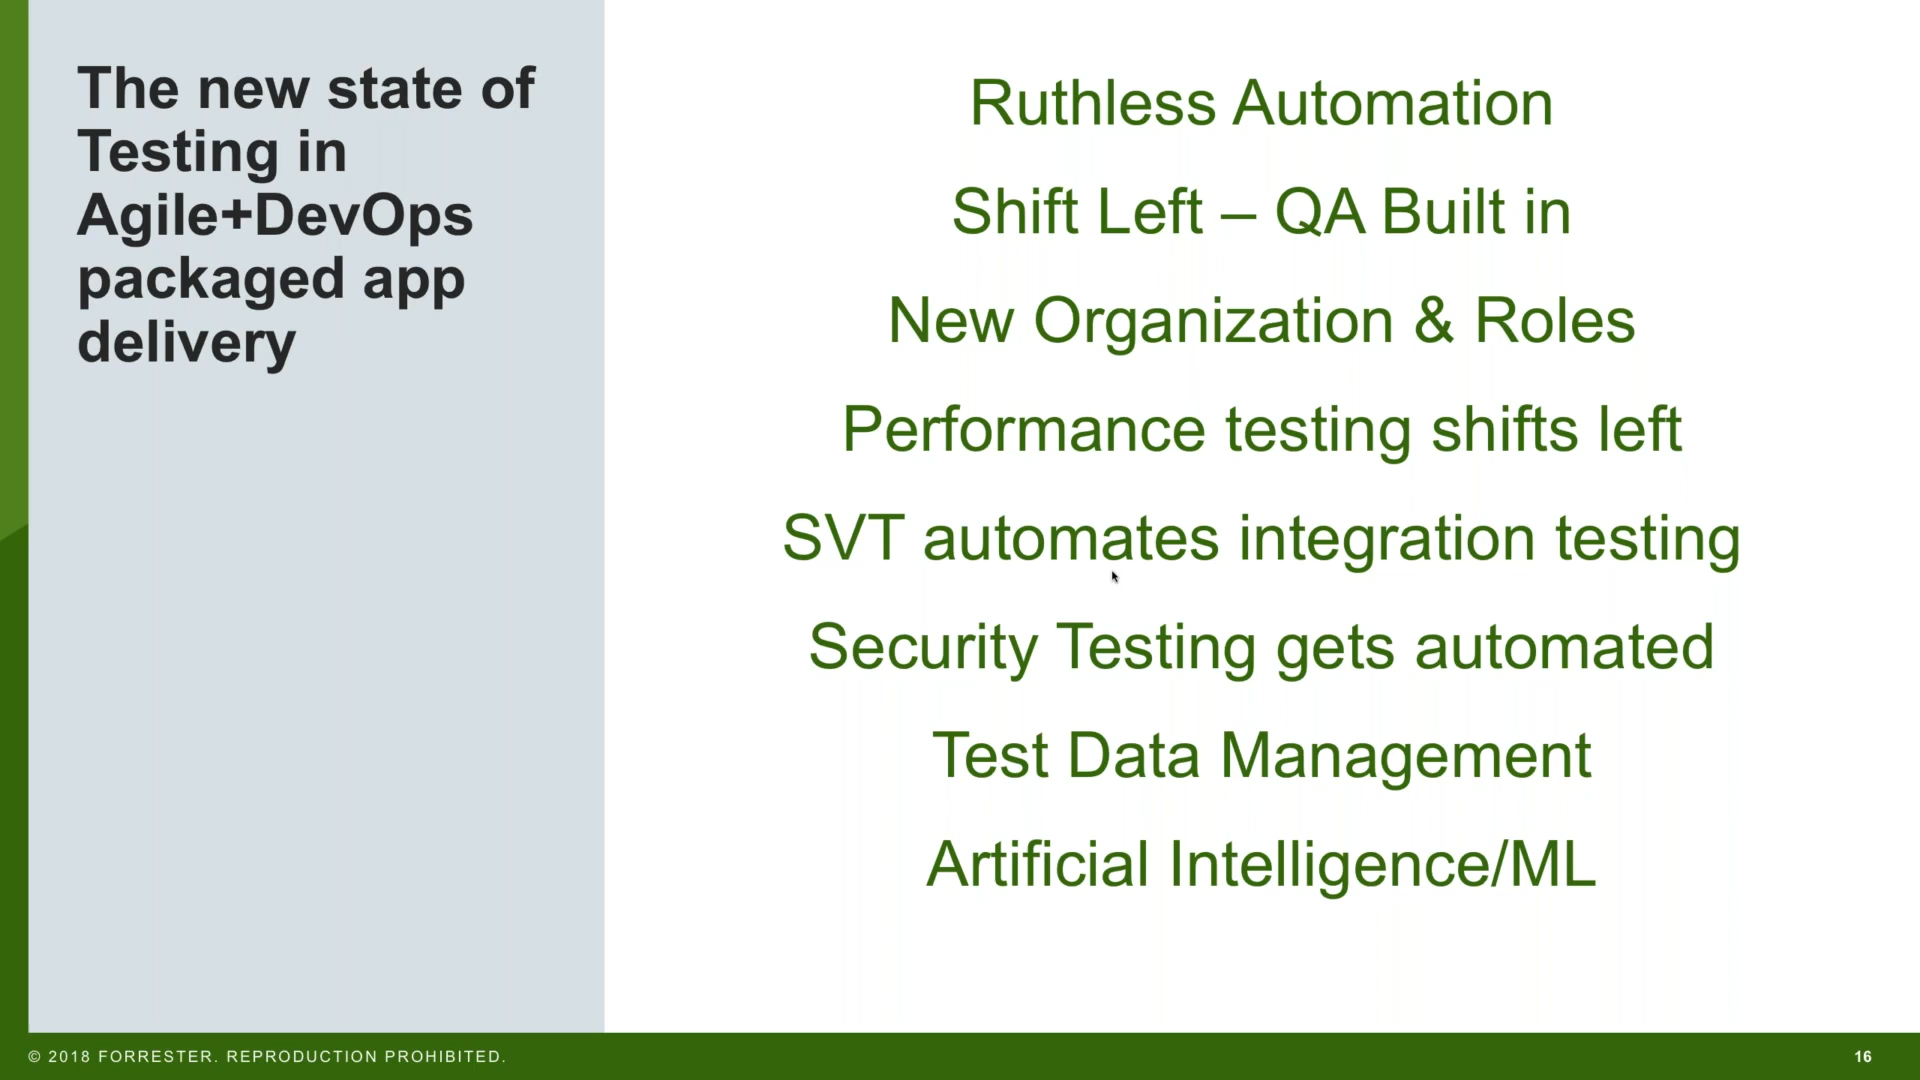 The new state of
Testing in
Agile+DevOps
packaged app
delivery
Ruthless Automation
Shift Left – QA Built in
New Organization & Roles
Performance testing shifts left
SVT automates integration testing
Security Testing gets automated
Test Data Management
Artificial Intelligence/ML
© 2018 FORRESTER. REPRODUCTION PROHIBITED.
16